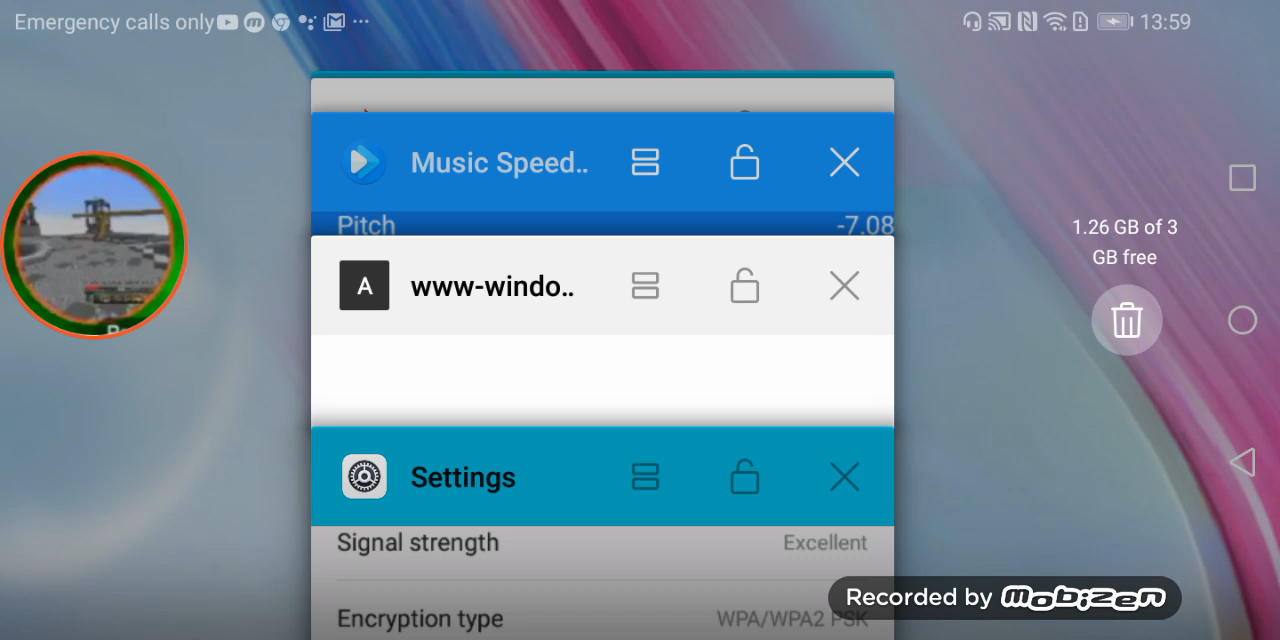 Emergency calls only
13:59
Music Speed..
Pitch -7.08
1.26 GB of 3
GB free
A
www-windo..
Settings
Signal strength Excellent
Encryption type WPA/WPA2 PSK
Recorded by mobizen